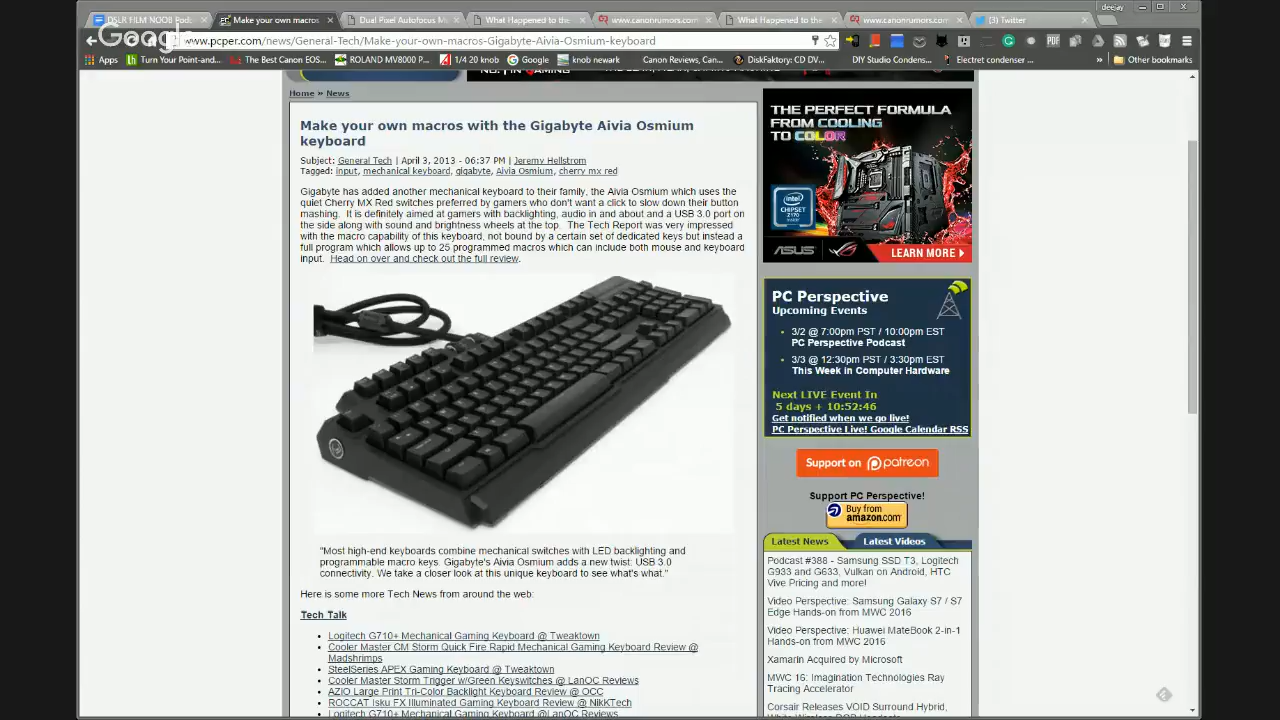 DSLR FILM NOOB Podc
Make your own macros
Dual Pixel Autofocus M
What Happened to the
www.canonrumors.com
What Happened to the
www.canonrumors.com
(3) Twitter
deejay
Google
www.pcper.com/news/General-Tech/Make-your-own-macros-Gigabyte-Aivia-Osmium-keyboard
Apps
Turn Your Point-and...
The Best Canon EOS...
ROLAND MV8000 P...
1/4 20 knob
Google
knob newark
Canon Reviews, Can...
DiskFaktory: CD DV...
DIY Studio Condens...
Electret condenser ...
»
Other bookmarks
Home » News
Make your own macros with the Gigabyte Aivia Osmium
keyboard
Subject: General Tech | April 3, 2013 - 06:37 PM | Jeremy Hellstrom
Tagged: input, mechanical keyboard, gigabyte, Aivia Osmium, cherry mx red
Gigabyte has added another mechanical keyboard to their family, the Aivia Osmium which uses the
quiet Cherry MX Red switches preferred by gamers who don't want a click to slow down their button
mashing. It is definitely aimed at gamers with backlighting, audio in and about and a USB 3.0 port on
the side along with sound and brightness wheels at the top. The Tech Report was very impressed
with the macro capability of this keyboard, not bound by a certain set of dedicated keys but instead a
full program which allows up to 25 programmed macros which can include both mouse and keyboard
input. Head on over and check out the full review.
"Most high-end keyboards combine mechanical switches with LED backlighting and
programmable macro keys. Gigabyte's Aivia Osmium adds a new twist: USB 3.0
connectivity. We take a closer look at this unique keyboard to see what's what."
Here is some more Tech News from around the web:
Tech Talk
• Logitech G710+ Mechanical Gaming Keyboard @ Tweaktown
• Cooler Master CM Storm Quick Fire Rapid Mechanical Gaming Keyboard Review @
Madshrimps
• SteelSeries APEX Gaming Keyboard @ Tweaktown
• Cooler Master Storm Trigger w/Green Keyswitches @ LanOC Reviews
• AZIO Large Print Tri-Color Backlight Keyboard Review @ OCC
• ROCCAT Isku FX Illuminated Gaming Keyboard Review @ NikKTech
• Logitech G710+ Mechanical Gaming Keyboard @LanOC Reviews
THE PERFECT FORMULA
FROM COOLING
TO COLOR
intel
CHIPSET
Z170
ASUS
LEARN MORE
PC Perspective
Upcoming Events
• 3/2 @ 7:00pm PST / 10:00pm EST
PC Perspective Podcast
• 3/3 @ 12:30pm PST / 3:30pm EST
This Week in Computer Hardware
Next LIVE Event In
5 days + 10:52:46
Get notified when we go live!
PC Perspective Live! Google Calendar RSS
Support on patreon
Support PC Perspective!
Buy from
amazon.com
Latest News
Latest Videos
Podcast #388 - Samsung SSD T3, Logitech
G933 and G633, Vulkan on Android, HTC
Vive Pricing and more!
Video Perspective: Samsung Galaxy S7 / S7
Edge Hands-on from MWC 2016
Video Perspective: Huawei MateBook 2-in-1
Hands-on from MWC 2016
Xamarin Acquired by Microsoft
MWC 16: Imagination Technologies Ray
Tracing Accelerator
Corsair Releases VOID Surround Hybrid,